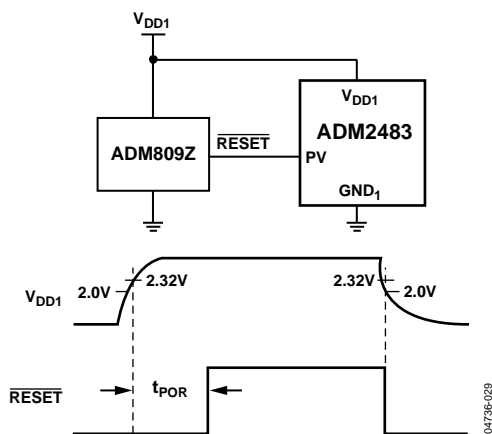 VDD1
VDD1
ADM2483
ADM809Z
RESET
PV
GND1
2.32V
2.32V
2.0V
2.0V
VDD1
RESET
tPOR
04736-029